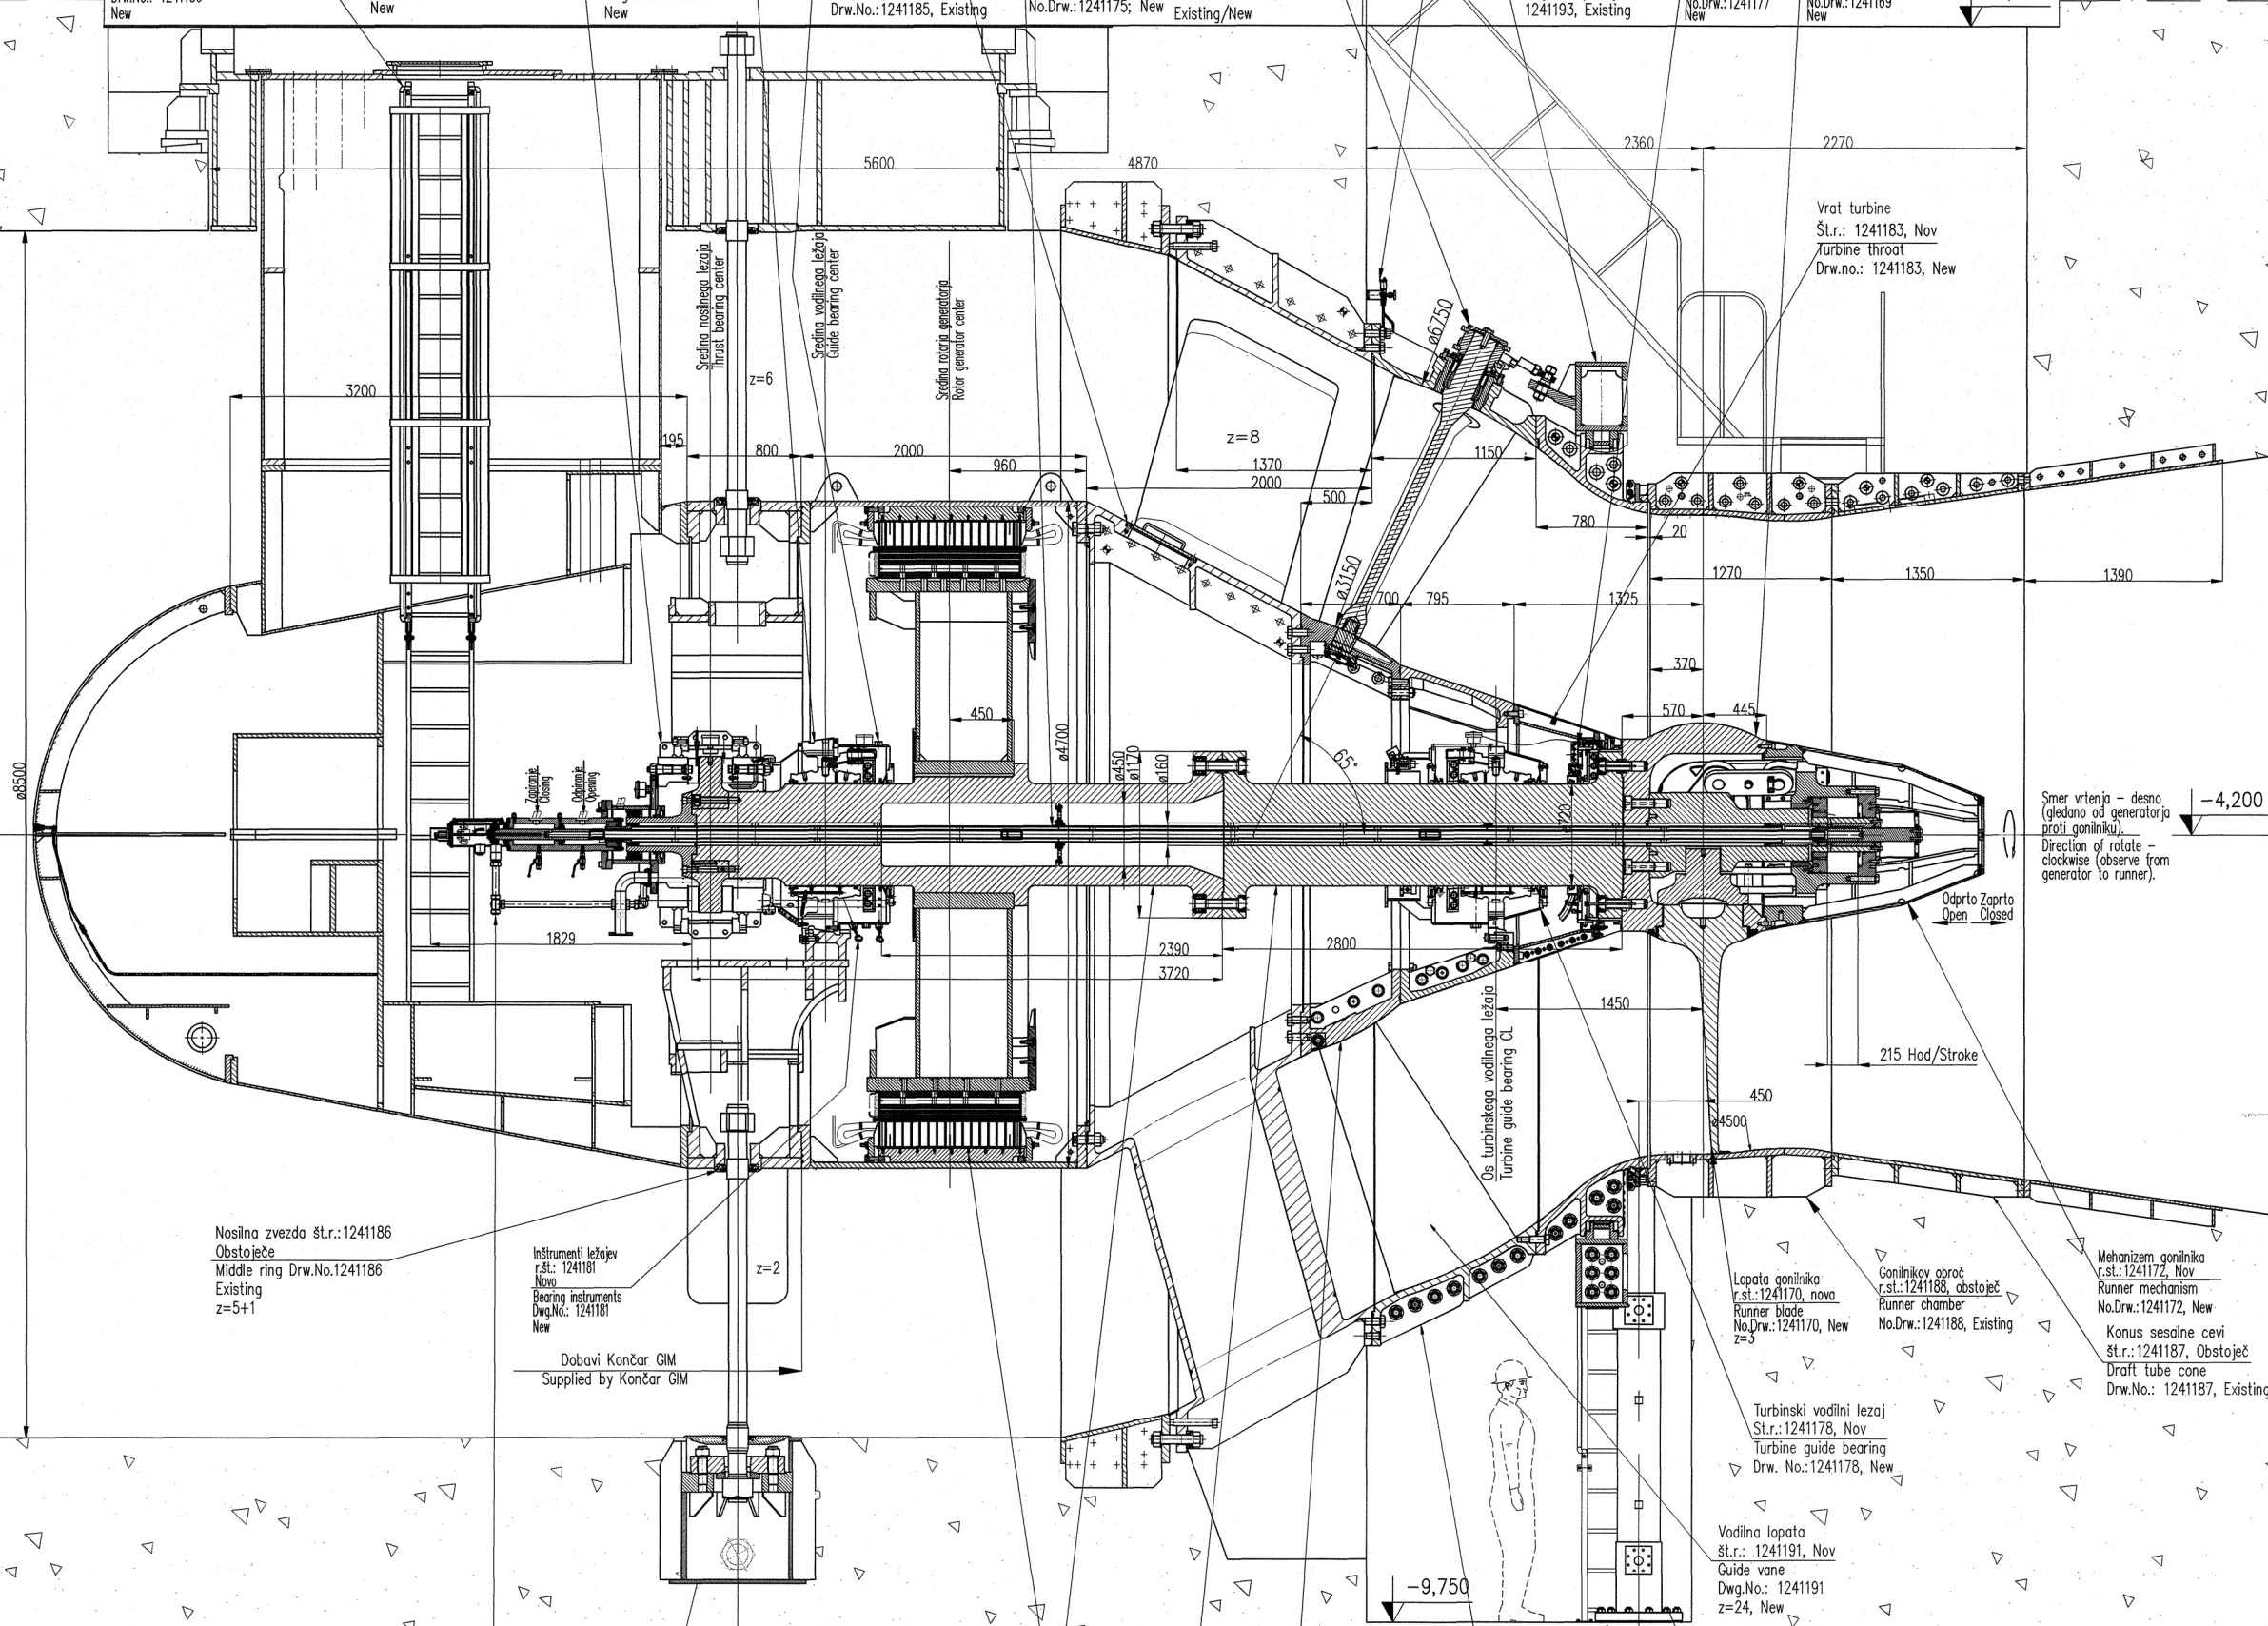 New
New
New
Drw.No.:1241185, Existing
No.Drw.:1241175; New
Existing/New
1241193, Existing
No.Drw.:1241177
New
No.Drw.:1241169
New
5600
4870
2360
2270
Vrat turbine
Št.r.: 1241183, Nov
Turbine throat
Drw.no.: 1241183, New
Sredina nosilnega lezaja
Thrust bearing center
Sredina vodilnega ležaja
Guide bearing center
Sredina rotorja generatorja
Rotor generator center
z=6
z=8
ø6750
3200
195
800
2000
960
1370
2000
500
1150
780
20
1270
1350
1390
ø3150
700
795
1325
370
570
445
450
ø4700
ø450
ø1170
ø160
65°
ø720
ø8500
Zapiranje
Closing
Odpiranje
Opening
-4,200
Smer vrtenja - desno
(gledano od generatorja
proti gonilniku).
Direction of rotate -
clockwise (observe from
generator to runner).
Odprto Zaprto
Open Closed
1829
2390
2800
3720
1450
Os turbinskega vodilnega ležaja
Turbine guide bearing CL
215 Hod/Stroke
450
ø4500
Nosilna zvezda št.r.:1241186
Obstoječe
Middle ring Drw.No.1241186
Existing
z=5+1
Inštrumenti ležajev
r.št.: 1241181
Novo
Bearing instruments
Dwg.No.: 1241181
New
z=2
Dobavi Končar GIM
Supplied by Končar GIM
Lopata gonilnika
r.st.:1241170, nova
Runner blade
No.Drw.:1241170, New
z=3
Gonilnikov obroč
r.st.:1241188, obstoječ
Runner chamber
No.Drw.:1241188, Existing
Mehanizem gonilnika
r.st.:1241172, Nov
Runner mechanism
No.Drw.:1241172, New
Konus sesalne cevi
št.r.:1241187, Obstoječ
Draft tube cone
Drw.No.: 1241187, Existing
Turbinski vodilni lezaj
St.r.:1241178, Nov
Turbine guide bearing
Drw. No.:1241178, New
Vodilna lopata
št.r.: 1241191, Nov
Guide vane
Dwg.No.: 1241191
z=24, New
-9,750